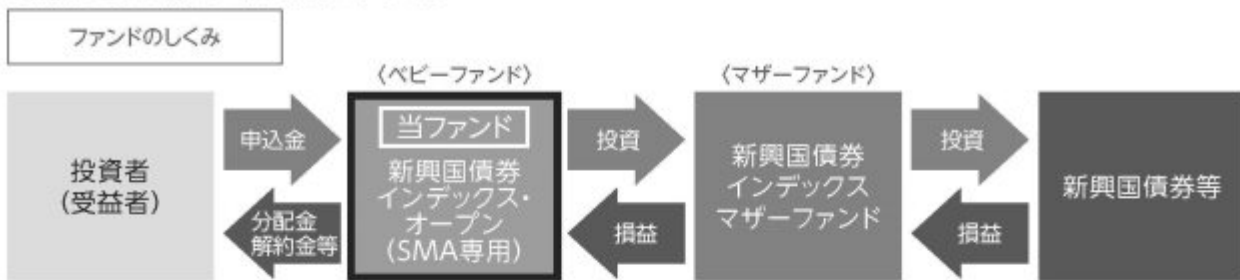 ファンドのしくみ
〈ベビーファンド〉
〈マザーファンド〉
投資者
(受益者)
申込金
分配金
解約金等
当ファンド
新興国債券
インデックス・
オープン
(SMA専用)
投資
損益
新興国債券
インデックス
マザーファンド
投資
損益
新興国債券等